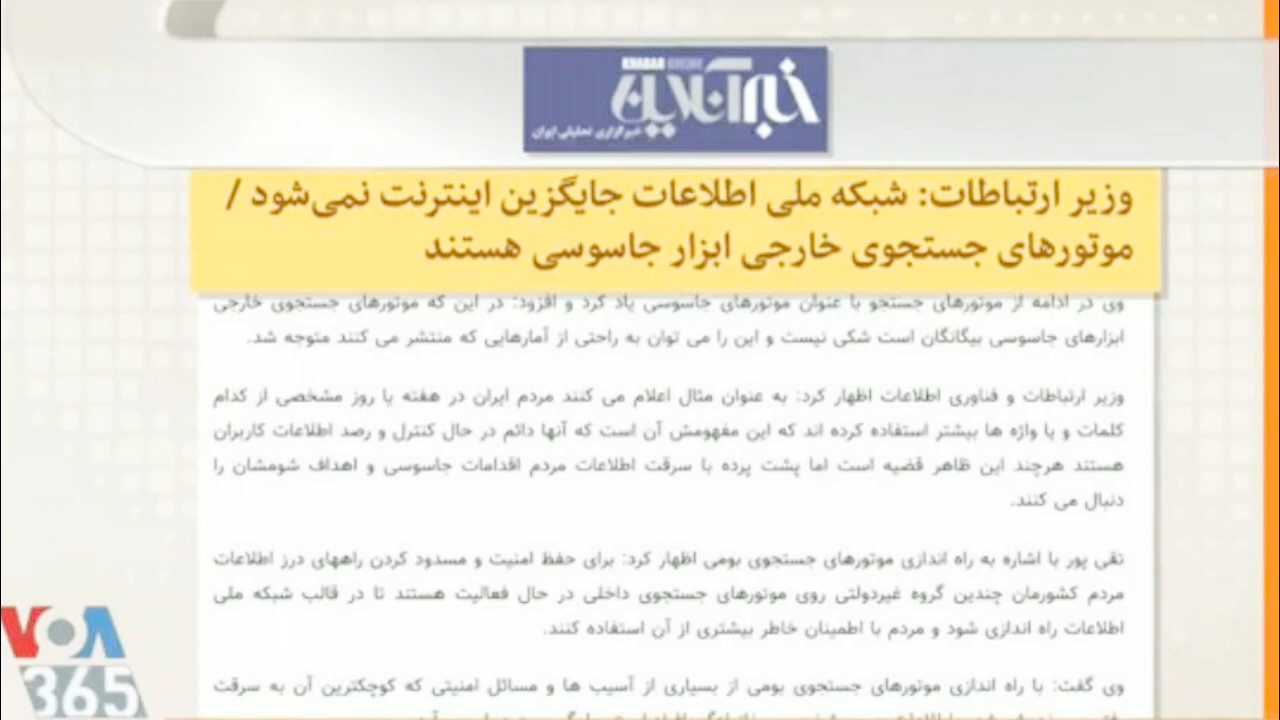 KHABAR ONLINE
خبرآنلاین
خبرگزاری تحلیلی ایران
وزیر ارتباطات: شبکه ملی اطلاعات جایگزین اینترنت نمی‌شود /
موتورهای جستجوی خارجی ابزار جاسوسی هستند
وی در ادامه از موتورهای جستجو با عنوان موتورهای جاسوسی یاد کرد و افزود: در این که موتورهای جستجوی خارجی
ابزارهای جاسوسی بیگانگان است شکی نیست و این را می توان به راحتی از آمارهایی که منتشر می کنند متوجه شد.
وزیر ارتباطات و فناوری اطلاعات اظهار کرد: به عنوان مثال اعلام می کنند مردم ایران در هفته یا روز مشخصی از کدام
کلمات و یا واژه ها بیشتر استفاده کرده اند که این مفهومش آن است که آنها دائم در حال کنترل و رصد اطلاعات کاربران
هستند هرچند این ظاهر قضیه است اما پشت پرده با سرقت اطلاعات مردم اقدامات جاسوسی و اهداف شومشان را
دنبال می کنند.
تقی پور با اشاره به راه اندازی موتورهای جستجوی بومی اظهار کرد: برای حفظ امنیت و مسدود کردن راههای درز اطلاعات
مردم کشورمان چندین گروه غیردولتی روی موتورهای جستجوی داخلی در حال فعالیت هستند تا در قالب شبکه ملی
اطلاعات راه اندازی شود و مردم با اطمینان خاطر بیشتری از آن استفاده کنند.
وی گفت: با راه اندازی موتورهای جستجوی بومی از بسیاری از آسیب ها و مسائل امنیتی که کوچکترین آن به سرقت
VOA
365